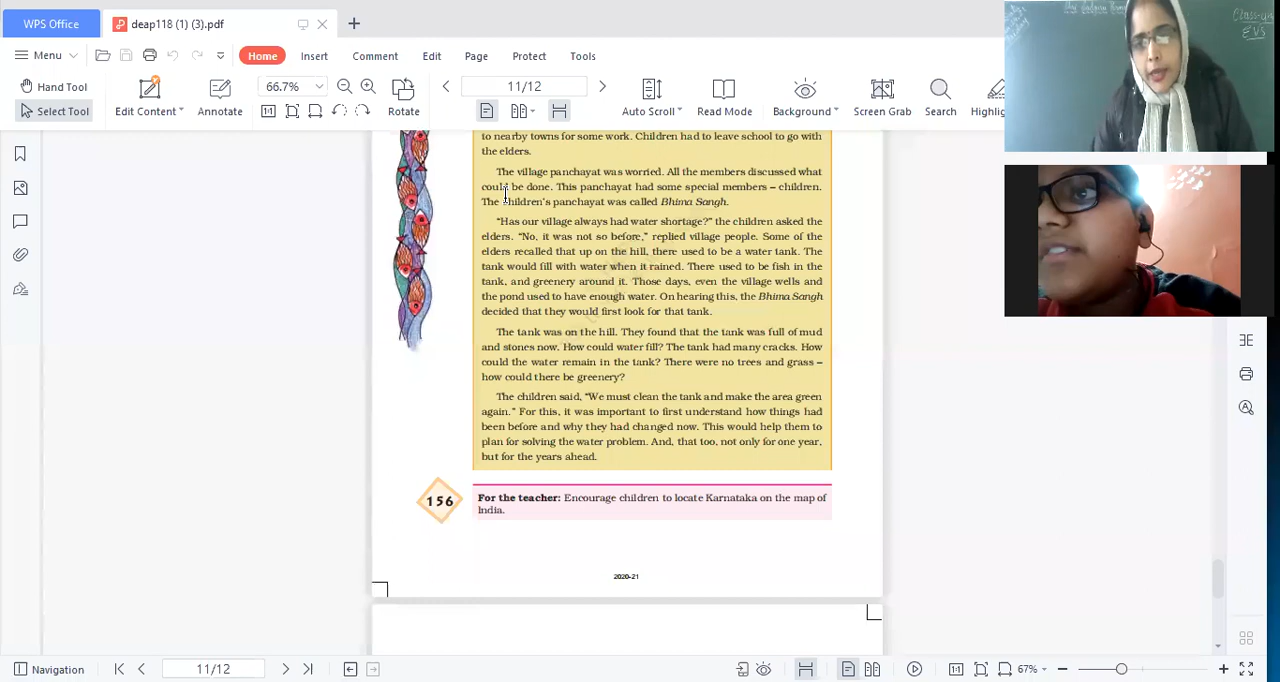 WPS Office
deap118 (1) (3).pdf
Menu
Home
Insert
Comment
Edit
Page
Protect
Tools
Hand Tool
Select Tool
Edit Content
Annotate
66.7%
Rotate
11/12
Auto Scroll
Read Mode
Background
Screen Grab
Search
Highlig
Class-
EVS
to nearby towns for some work. Children had to leave school to go with
the elders.
The village panchayat was worried. All the members discussed what
could be done. This panchayat had some special members – children.
The children's panchayat was called Bhima Sangh.
"Has our village always had water shortage?" the children asked the
elders. "No, it was not so before," replied village people. Some of the
elders recalled that up on the hill, there used to be a water tank. The
tank would fill with water when it rained. There used to be fish in the
tank, and greenery around it. Those days, even the village wells and
the pond used to have enough water. On hearing this, the Bhima Sangh
decided that they would first look for that tank.
The tank was on the hill. They found that the tank was full of mud
and stones now. How could water fill? The tank had many cracks. How
could the water remain in the tank? There were no trees and grass –
how could there be greenery?
The children said, "We must clean the tank and make the area green
again." For this, it was important to first understand how things had
been before and why they had changed now. This would help them to
plan for solving the water problem. And, that too, not only for one year,
but for the years ahead.
156
For the teacher: Encourage children to locate Karnataka on the map of
India.
2020-21
Navigation
11/12
67%